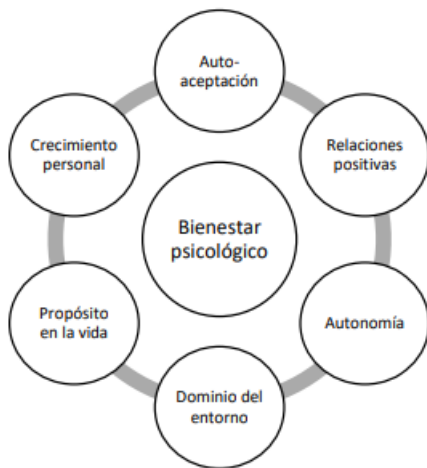 Auto-
aceptación
Relaciones
positivas
Autonomía
Dominio del
entorno
Propósito
en la vida
Crecimiento
personal
Bienestar
psicológico